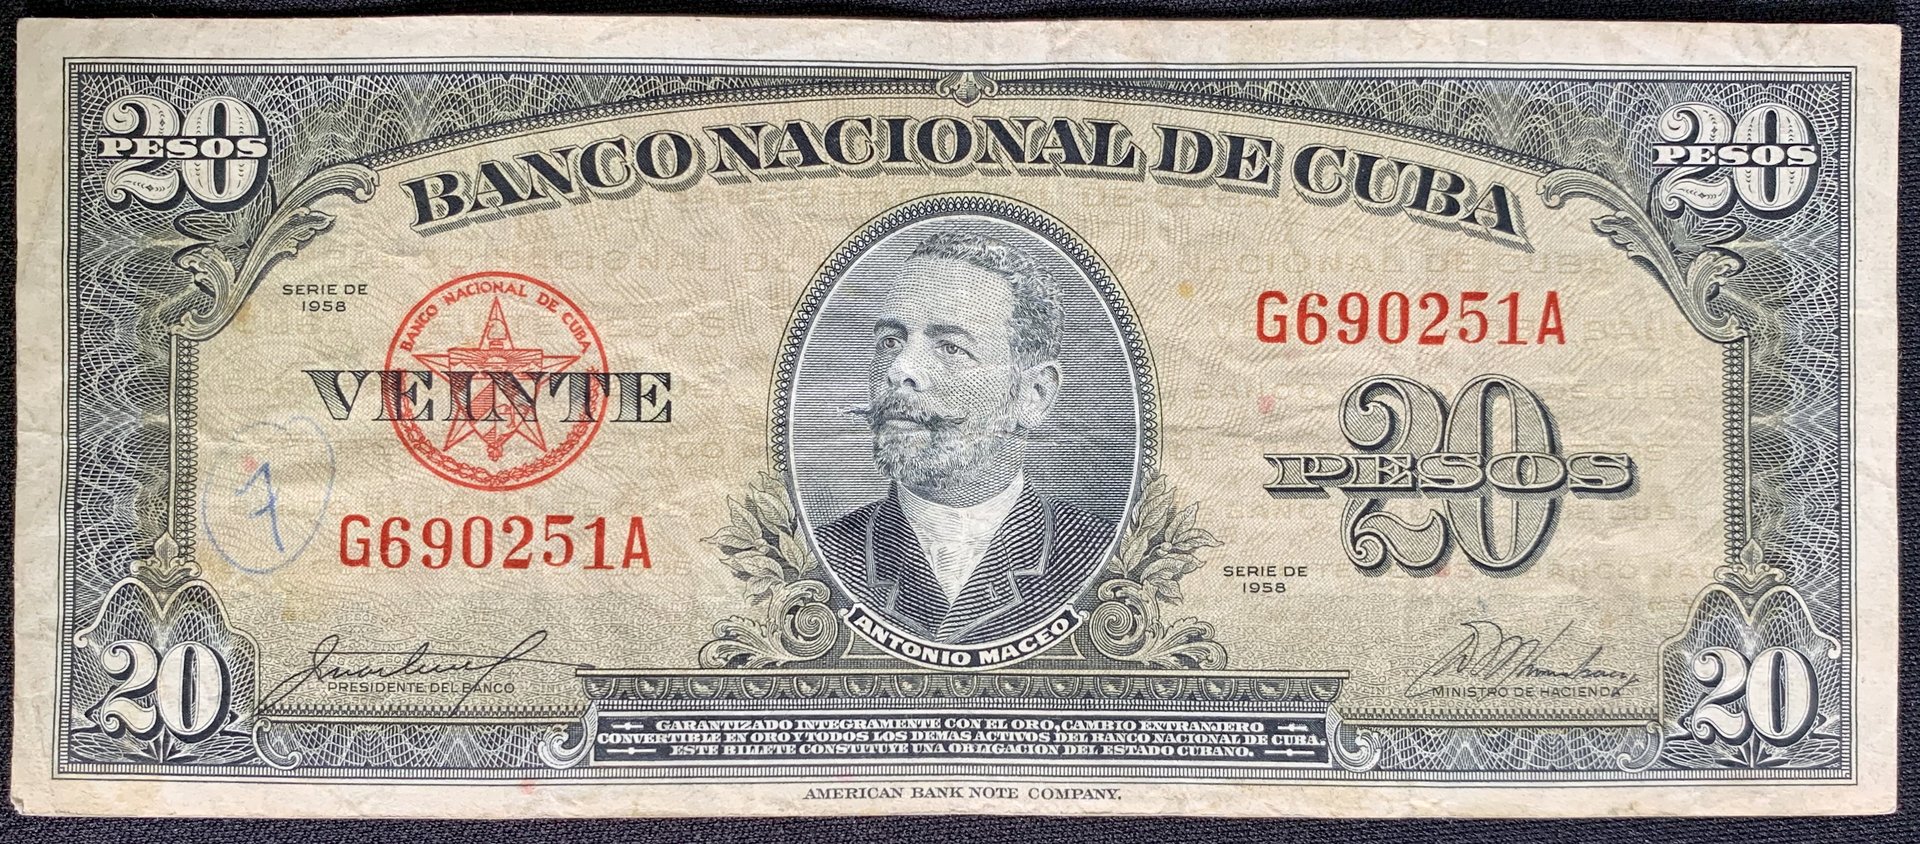 20 PESOS
20 PESOS
BANCO NACIONAL DE CUBA
SERIE DE
1958
BANCO NACIONAL DE CUBA
VEINTE
G690251A
20
PESOS
7
G690251A
SERIE DE
1958
ANTONIO MACEO
PRESIDENTE DEL BANCO
MINISTRO DE HACIENDA
20
20
GARANTIZADO INTEGRAMENTE CON EL ORO, CAMBIO EXTRANJERO
CONVERTIBLE EN ORO Y TODOS LOS DEMAS ACTIVOS DEL BANCO NACIONAL DE CUBA.
ESTE BILLETE CONSTITUYE UNA OBLIGACION DEL ESTADO CUBANO.
AMERICAN BANK NOTE COMPANY.